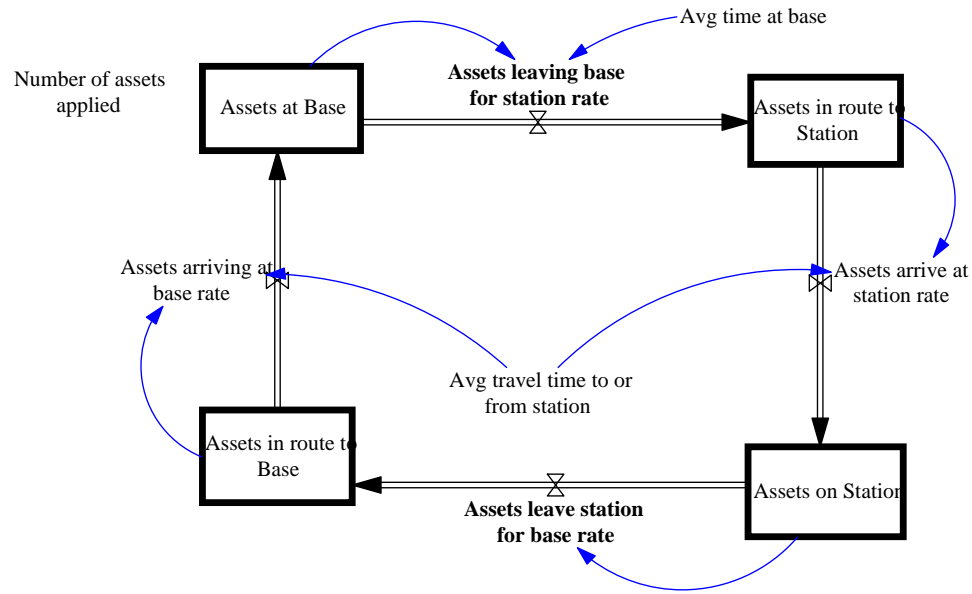 Avg time at base
Number of assets
applied
Assets at Base
Assets leaving base
for station rate
Assets in route to
Station
Assets arriving at
base rate
Assets arrive at
station rate
Avg travel time to or
from station
Assets in route to
Base
Assets leave station
for base rate
Assets on Station